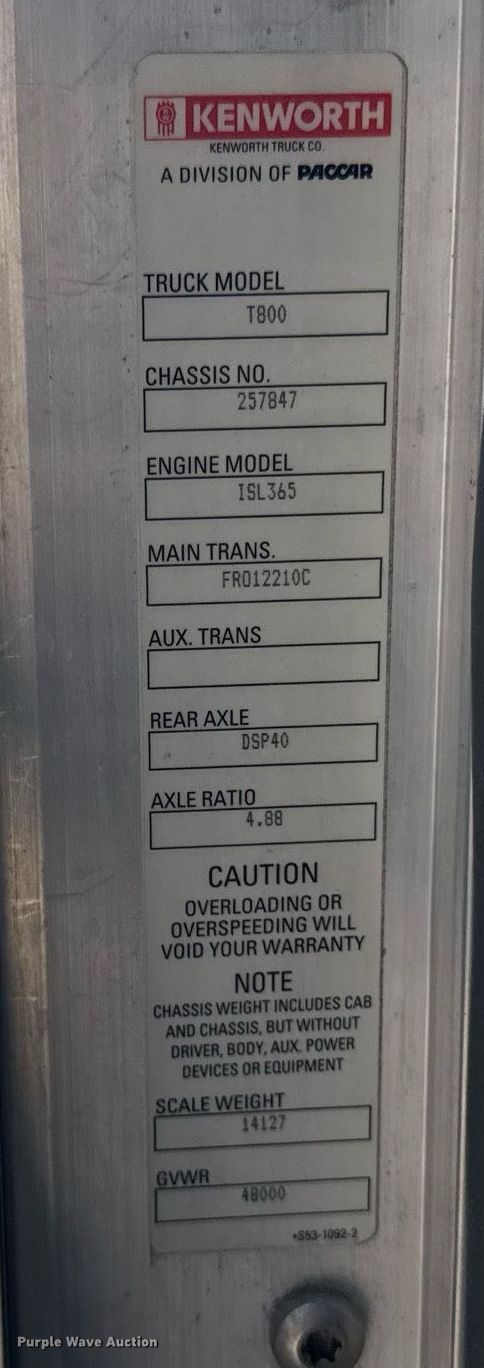 KENWORTH
KENWORTH TRUCK CO.
A DIVISION OF PACCAR
TRUCK MODEL
T800
CHASSIS NO.
257847
ENGINE MODEL
ISL365
MAIN TRANS.
FRO12210C
AUX. TRANS
REAR AXLE
DSP40
AXLE RATIO
4.88
CAUTION
OVERLOADING OR
OVERSPEEDING WILL
VOID YOUR WARRANTY
NOTE
CHASSIS WEIGHT INCLUDES CAB
AND CHASSIS, BUT WITHOUT
DRIVER, BODY, AUX. POWER
DEVICES OR EQUIPMENT
SCALE WEIGHT
14127
GVWR
48000
+S53-1092-2
Purple Wave Auction